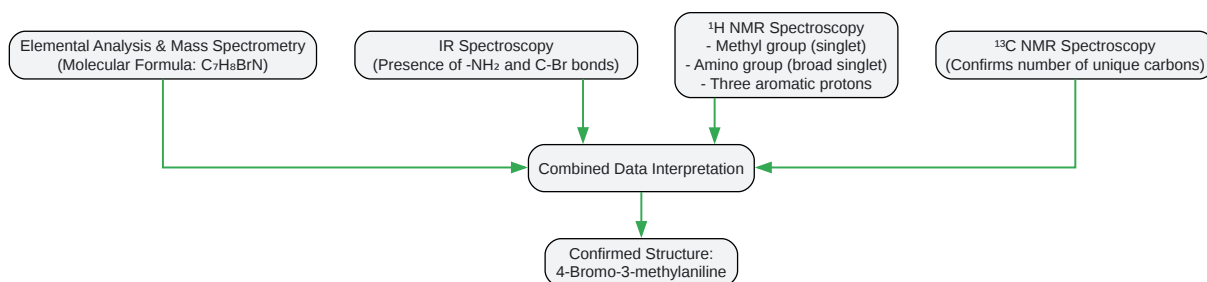 Elemental Analysis & Mass Spectrometry
(Molecular Formula: C₇H₈BrN)
IR Spectroscopy
(Presence of -NH₂ and C-Br bonds)
¹H NMR Spectroscopy
- Methyl group (singlet)
- Amino group (broad singlet)
- Three aromatic protons
¹³C NMR Spectroscopy
(Confirms number of unique carbons)
Combined Data Interpretation
Confirmed Structure:
4-Bromo-3-methylaniline